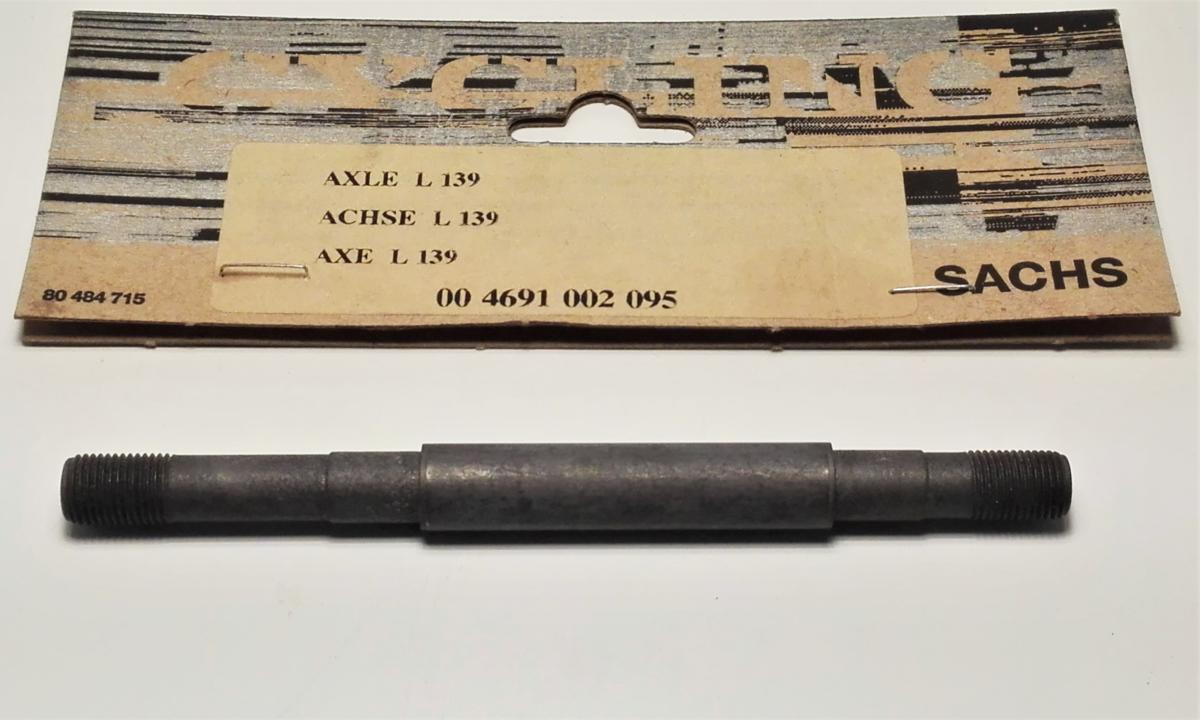 CYCLING
AXLE L 139
ACHSE L 139
AXE L 139
00 4691 002 095
80 484 715
SACHS